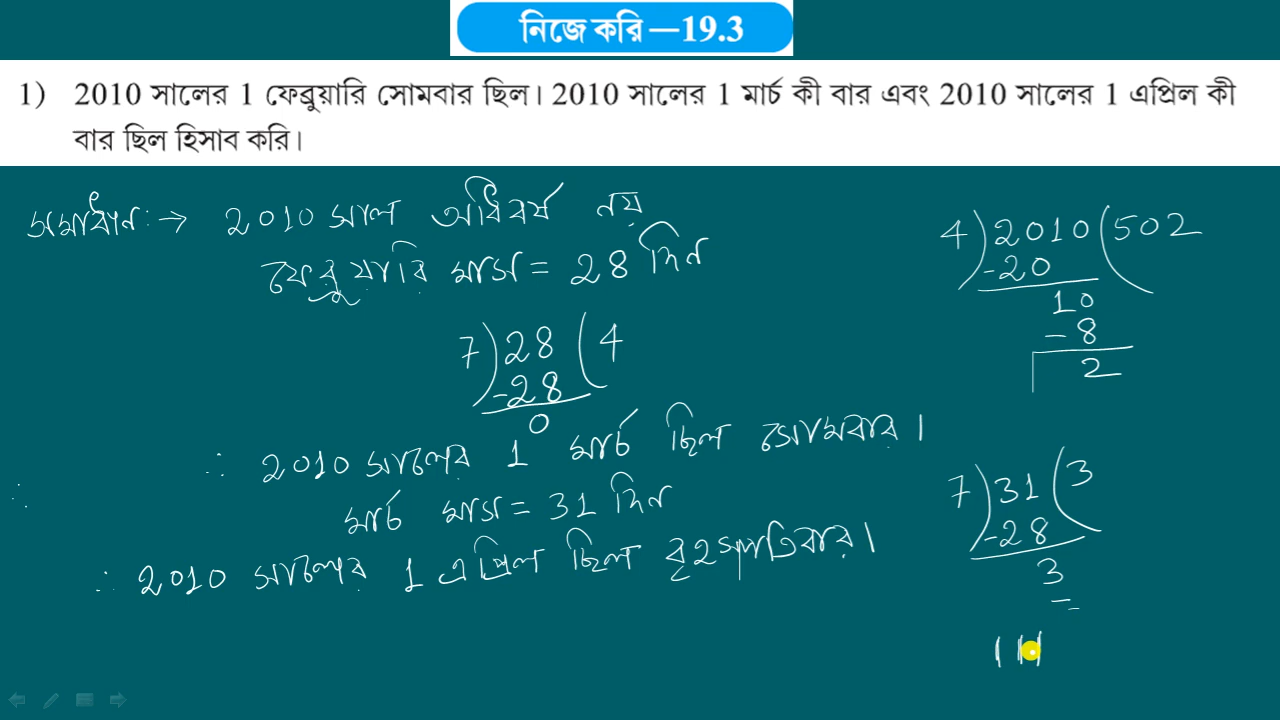 নিজে করি —19.3
1) 2010 সালের 1 ফেব্রুয়ারি সোমবার ছিল। 2010 সালের 1 মার্চ কী বার এবং 2010 সালের 1 এপ্রিল কী
বার ছিল হিসাব করি।
সমাধান:→ 2010 সাল অধিবর্ষ নয়
ফেব্রুয়ারি মাস = 28 দিন
7)28(4
-28
0
∴ 2010 সালের 1 মার্চ ছিল সোমবার।
মার্চ মাস = 31 দিন
∴ 2010 সালের 1 এপ্রিল ছিল বৃহস্পতিবার।
4)2010(502
-20
10
-8
2
7)31(3
-28
3